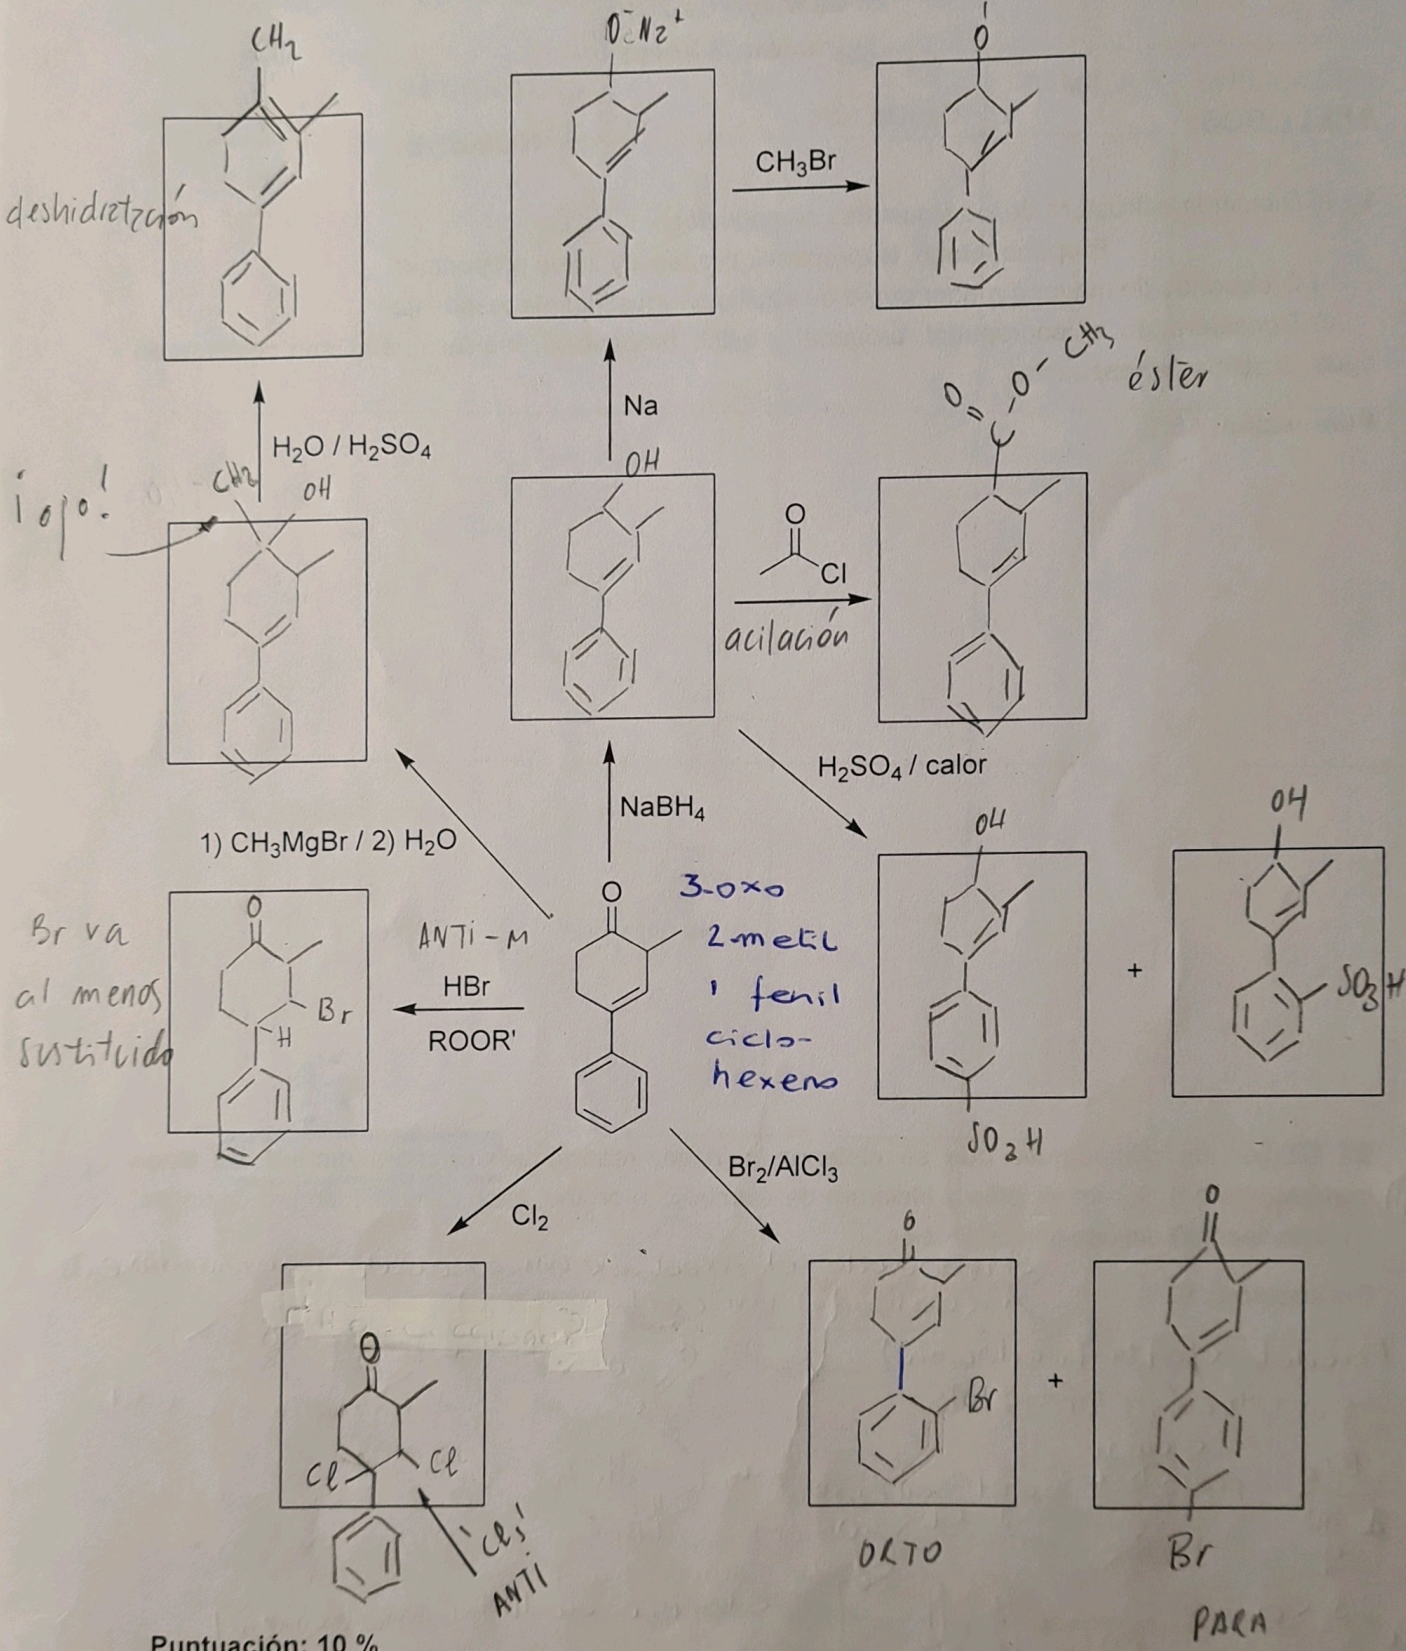 CH2
O⁻Na⁺
O
CH₃Br
deshidratación
Na
H₂O / H₂SO₄
¡ojo!
CH3
OH
OH
O
Cl
acilación
O
C
O
CH3
éster
H₂SO₄ / calor
NaBH₄
1) CH₃MgBr / 2) H₂O
OH
OH
SO3H
+
SO3H
Br va
al menos
sustituido
O
Br
H
ANTi-M
HBr
ROOR'
O
3-oxo
2-metil
1 fenil
ciclo-
hexeno
Cl₂
Br₂/AlCl₃
O
Cl
Cl
ANTi
O
Br
+
O
Br
ORTO
PARA
Puntuación: 10 %